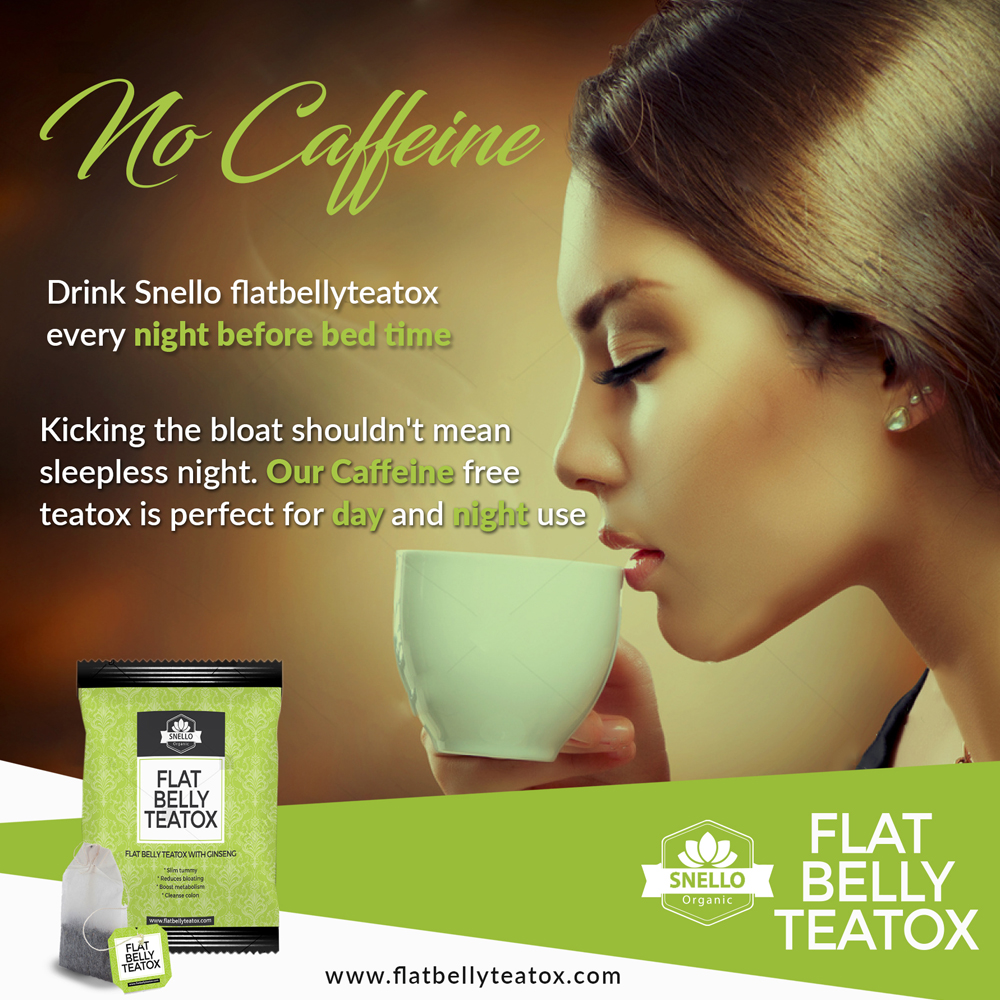 No Caffeine
Drink Snello flatbellyteatox
every night before bed time
Kicking the bloat shouldn't mean
sleepless night. Our Caffeine free
teatox is perfect for day and night use
SNELLO
Organic
FLAT
BELLY
TEATOX
FLAT BELLY TEATOX WITH GINSENG
* Slim tummy
* Reduces bloating
* Boost metabolism
* Cleanse colon
www.flatbellyteatox.com
FLAT
BELLY
TEATOX
www.flatbellyteatox.com
SNELLO
Organic
FLAT
BELLY
TEATOX
www.flatbellyteatox.com